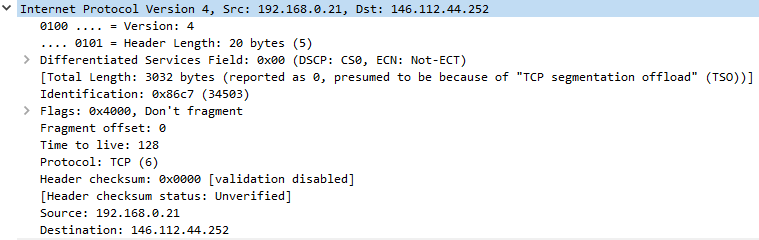 Internet Protocol Version 4, Src: 192.168.0.21, Dst: 146.112.44.252
0100 .... = Version: 4
.... 0101 = Header Length: 20 bytes (5)
Differentiated Services Field: 0x00 (DSCP: CS0, ECN: Not-ECT)
[Total Length: 3032 bytes (reported as 0, presumed to be because of "TCP segmentation offload" (TSO))]
Identification: 0x86c7 (34503)
Flags: 0x4000, Don't fragment
Fragment offset: 0
Time to live: 128
Protocol: TCP (6)
Header checksum: 0x0000 [validation disabled]
[Header checksum status: Unverified]
Source: 192.168.0.21
Destination: 146.112.44.252